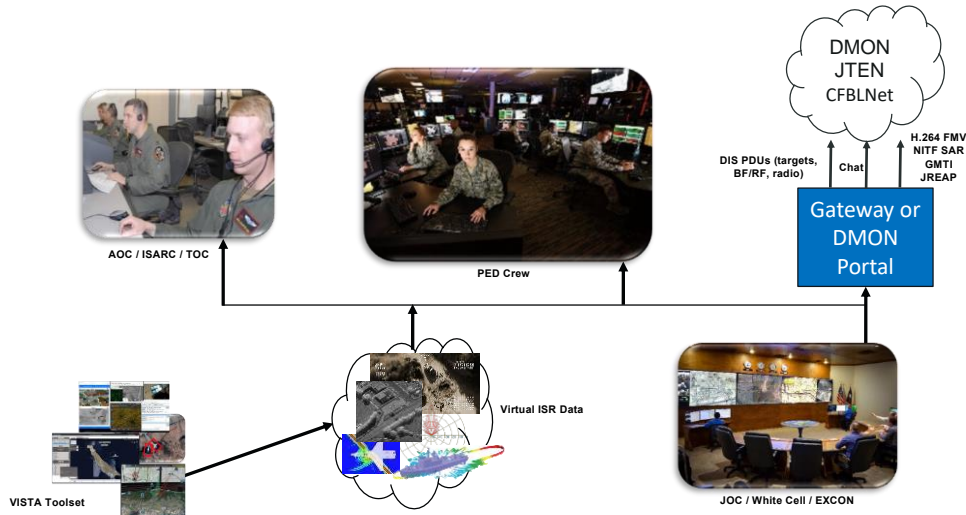 DMON
JTEN
CFBLNet
H.264 FMV
NITF SAR
GMTI
JREAP
DIS PDUs (targets,
BF/RF, radio)
Chat
Gateway or
DMON
Portal
AOC / ISARC / TOC
PED Crew
Virtual ISR Data
VISTA Toolset
JOC / White Cell / EXCON